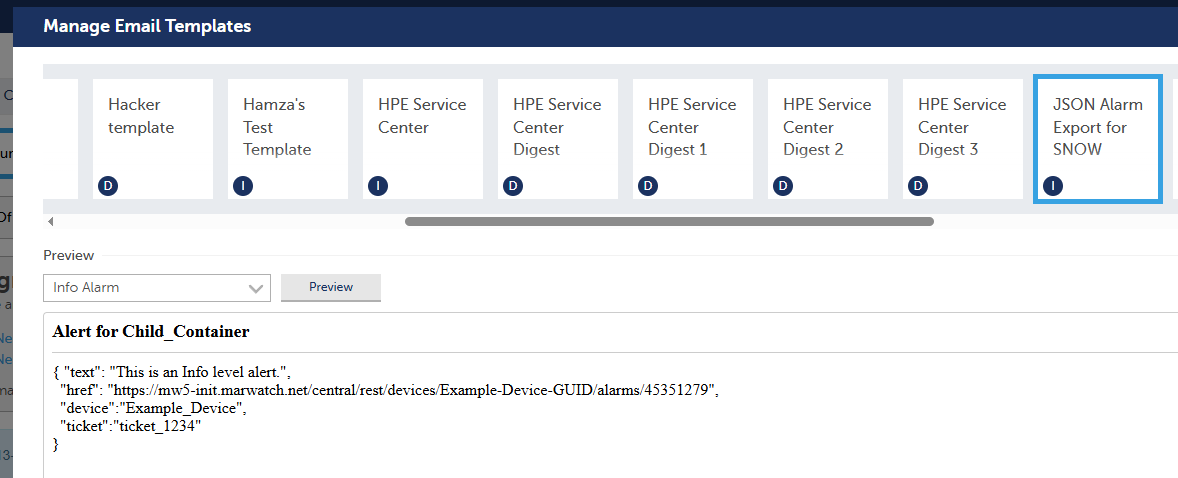 Manage Email Templates
Hacker
template
D
Hamza's
Test
Template
I
HPE Service
Center
I
HPE Service
Center
Digest
D
HPE Service
Center
Digest 1
D
HPE Service
Center
Digest 2
D
HPE Service
Center
Digest 3
D
JSON Alarm
Export for
SNOW
I
Preview
Info Alarm
Preview
Alert for Child_Container
{ "text": "This is an Info level alert.",
"href": "https://mw5-init.marwatch.net/central/rest/devices/Example-Device-GUID/alarms/45351279",
"device":"Example_Device",
"ticket":"ticket_1234"
}